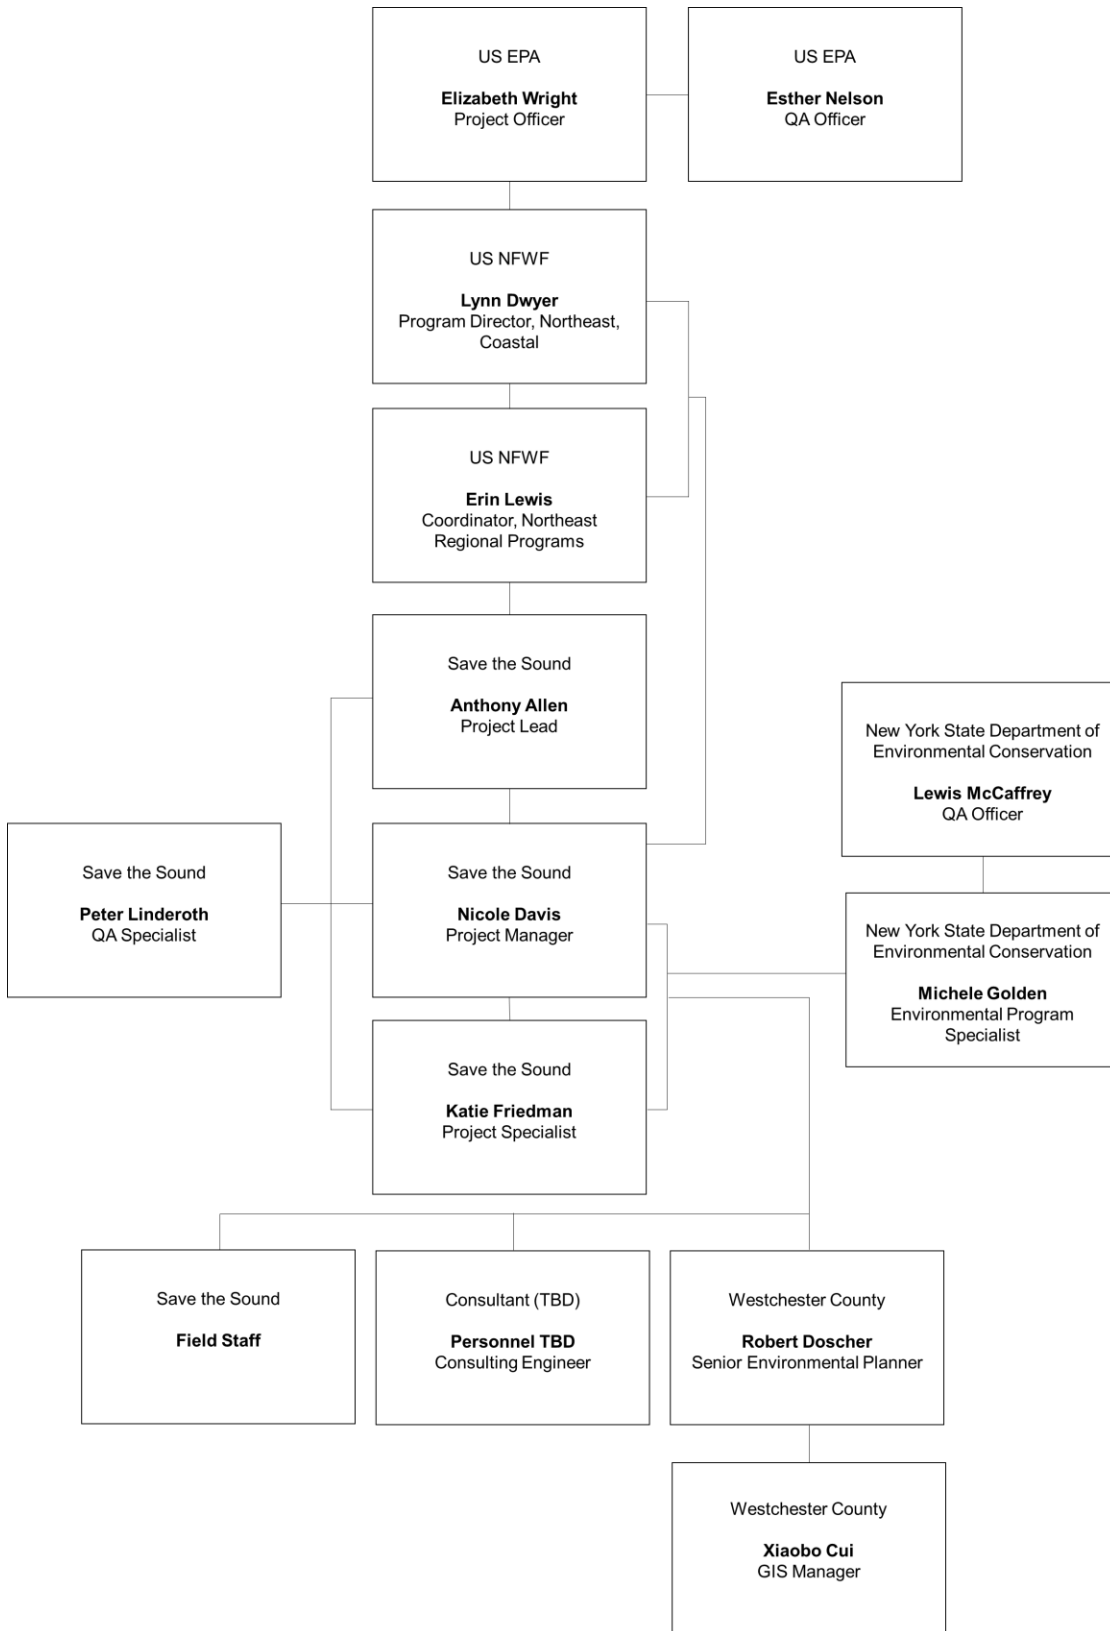 US EPA
Elizabeth Wright
Project Officer
US EPA
Esther Nelson
QA Officer
US NFWF
Lynn Dwyer
Program Director, Northeast,
Coastal
US NFWF
Erin Lewis
Coordinator, Northeast
Regional Programs
Save the Sound
Anthony Allen
Project Lead
New York State Department of
Environmental Conservation
Lewis McCaffrey
QA Officer
Save the Sound
Peter Linderoth
QA Specialist
Save the Sound
Nicole Davis
Project Manager
New York State Department of
Environmental Conservation
Michele Golden
Environmental Program
Specialist
Save the Sound
Katie Friedman
Project Specialist
Save the Sound
Field Staff
Consultant (TBD)
Personnel TBD
Consulting Engineer
Westchester County
Robert Doscher
Senior Environmental Planner
Westchester County
Xiaobo Cui
GIS Manager